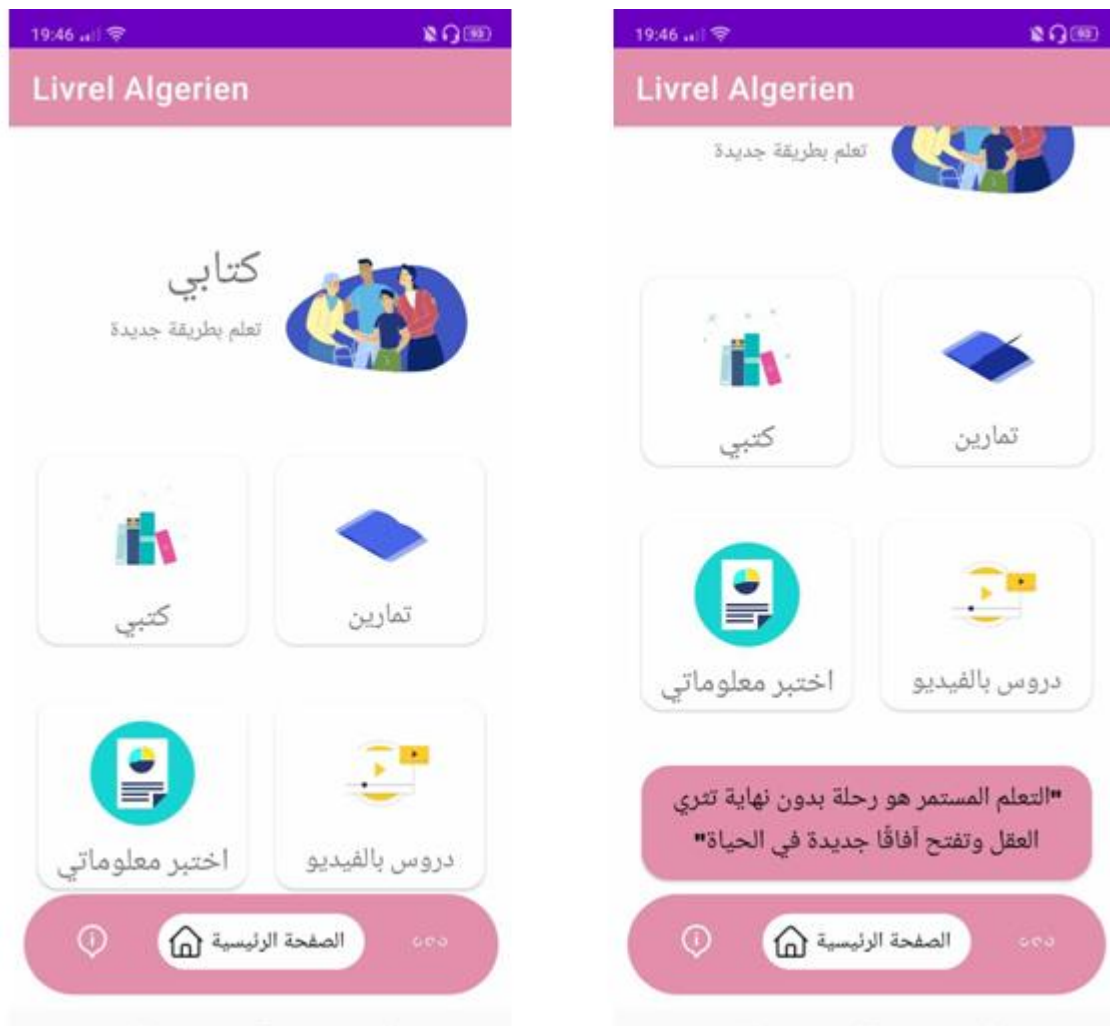 19:46
93
Livrel Algerien
كتابي
تعلم بطريقة جديدة
تمارين
كتبي
دروس بالفيديو
اختبر معلوماتي
الصفحة الرئيسية
19:46
93
Livrel Algerien
تعلم بطريقة جديدة
تمارين
كتبي
دروس بالفيديو
اختبر معلوماتي
"التعلم المستمر هو رحلة بدون نهاية تثري
العقل وتفتح آفاقًا جديدة في الحياة"
الصفحة الرئيسية